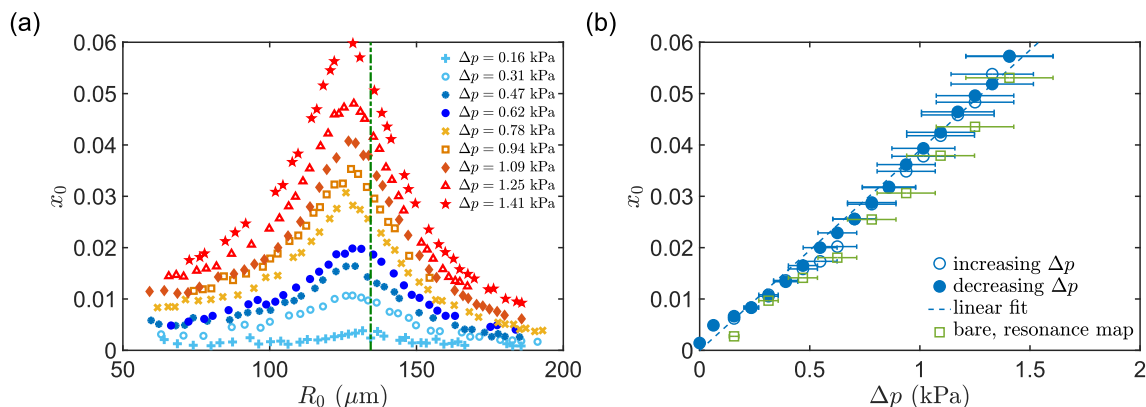 (a)
0.06
0.05
0.04
0.03
0.02
0.01
0
x₀
50
100
150
200
R₀ (μm)
Δp = 0.16 kPa
Δp = 0.31 kPa
Δp = 0.47 kPa
Δp = 0.62 kPa
Δp = 0.78 kPa
Δp = 0.94 kPa
Δp = 1.09 kPa
Δp = 1.25 kPa
Δp = 1.41 kPa
(b)
0.06
0.05
0.04
0.03
0.02
0.01
0
x₀
0
0.5
1
1.5
2
Δp (kPa)
increasing Δp
decreasing Δp
linear fit
bare, resonance map